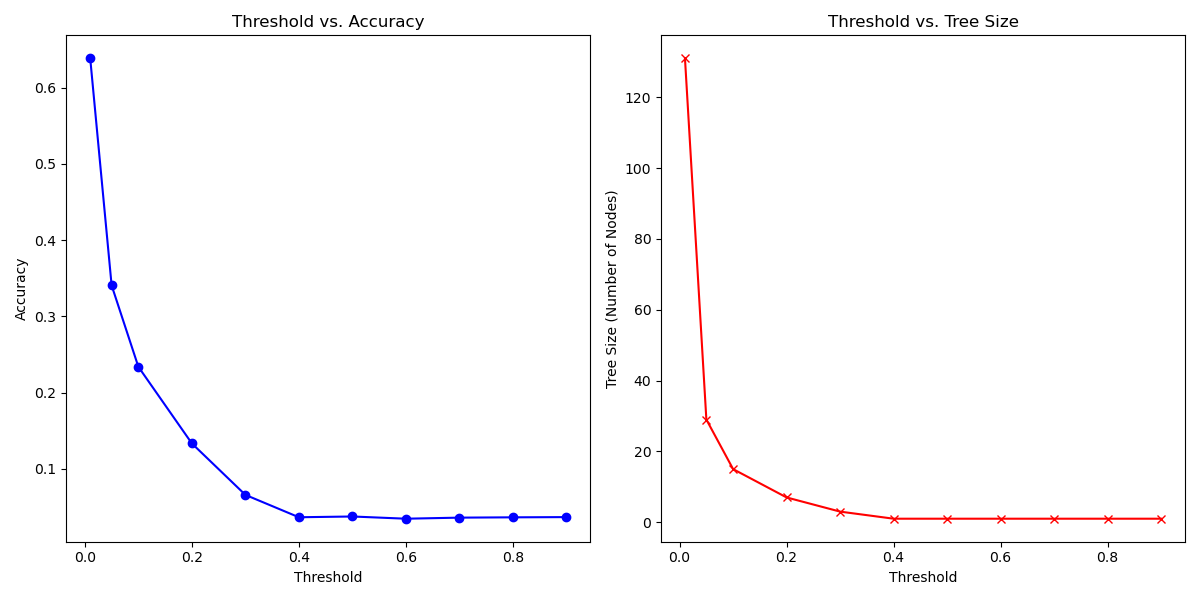 Threshold vs. Accuracy
Accuracy
0.6
0.5
0.4
0.3
0.2
0.1
0.0 0.2 0.4 0.6 0.8
Threshold
Threshold vs. Tree Size
Tree Size (Number of Nodes)
120
100
80
60
40
20
0
0.0 0.2 0.4 0.6 0.8
Threshold